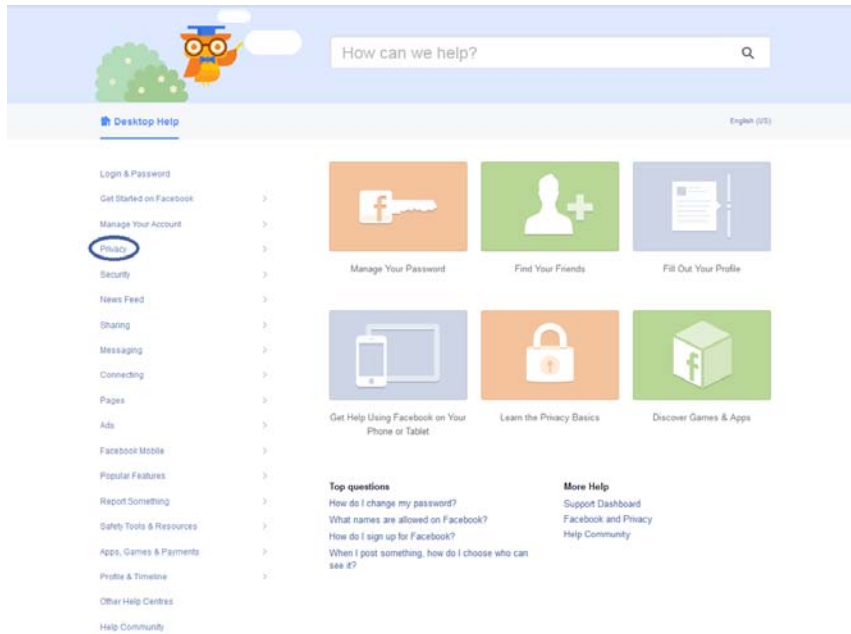 How can we help?
Desktop Help
English (US)
Login & Password
Get Started on Facebook
Manage Your Account
Privacy
Security
News Feed
Sharing
Messaging
Connecting
Pages
Ads
Facebook Mobile
Popular Features
Report Something
Safety Tools & Resources
Apps, Games & Payments
Profile & Timeline
Other Help Centres
Help Community
f
Manage Your Password
Find Your Friends
Fill Out Your Profile
Get Help Using Facebook on Your
Phone or Tablet
Learn the Privacy Basics
f
Discover Games & Apps
Top questions
How do I change my password?
What names are allowed on Facebook?
How do I sign up for Facebook?
When I post something, how do I choose who can
see it?
More Help
Support Dashboard
Facebook and Privacy
Help Community